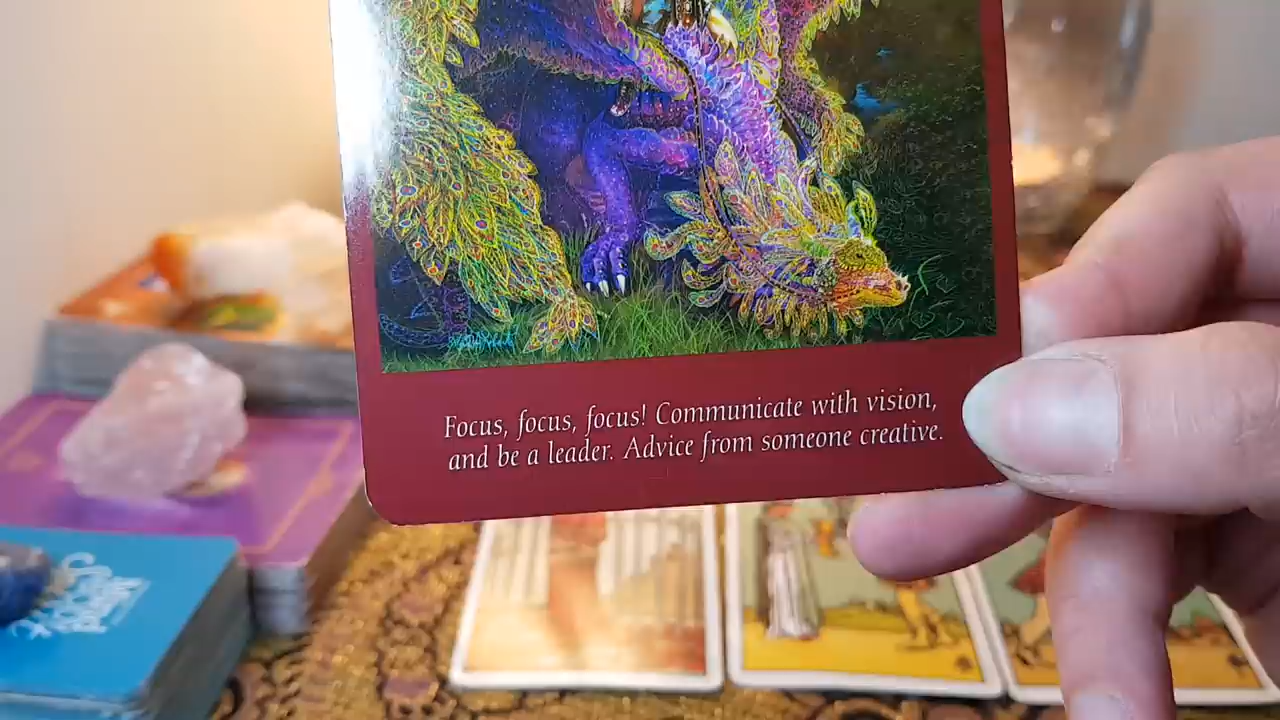 Focus, focus, focus! Communicate with vision,
and be a leader. Advice from someone creative.